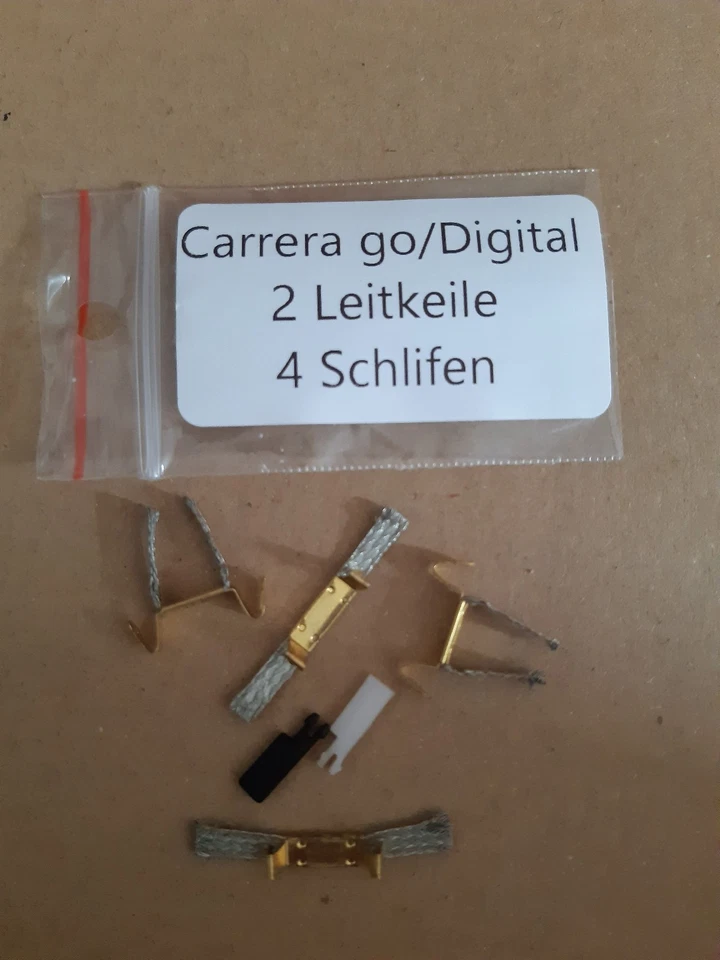 Carrera go/Digital
2 Leitkeile
4 Schlifen